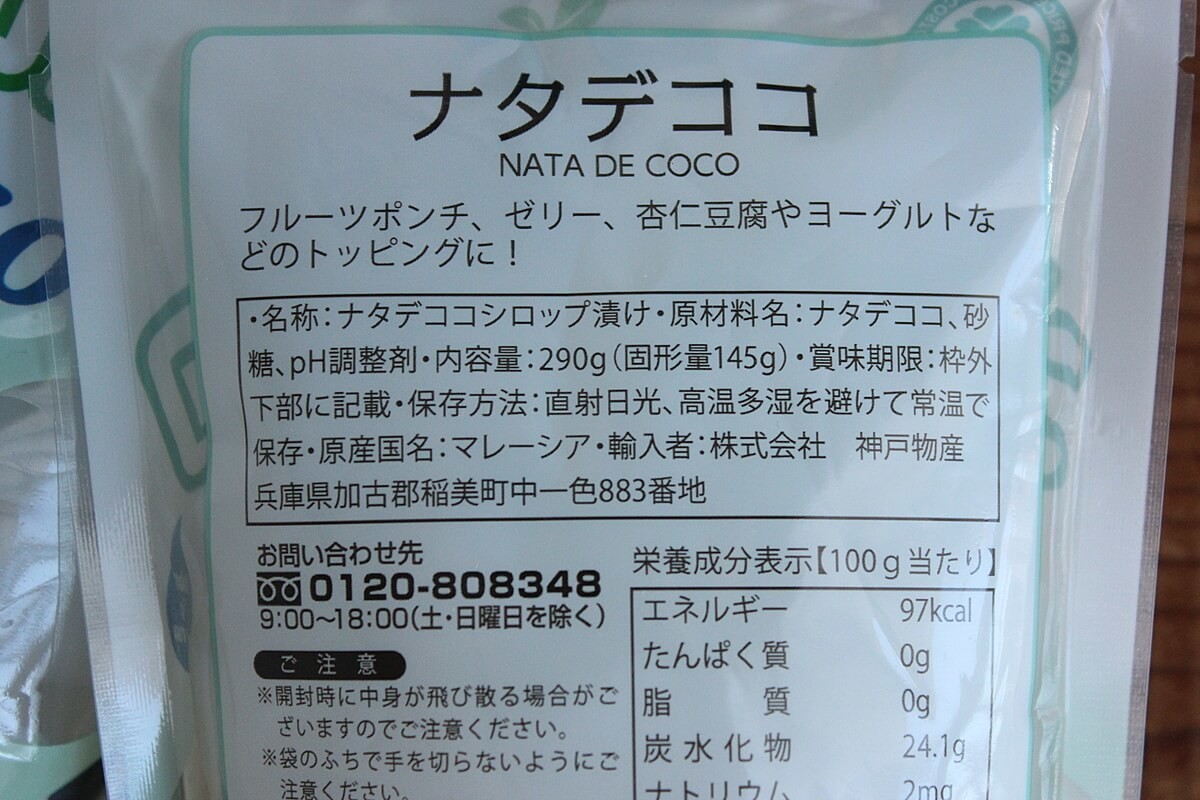 ナタデココ
NATA DE COCO
フルーツポンチ、ゼリー、杏仁豆腐やヨーグルトな
どのトッピングに！
・名称：ナタデココシロップ漬け・原材料名：ナタデココ、砂
糖、pH調整剤・内容量：290g（固形量145g）・賞味期限：枠外
下部に記載・保存方法：直射日光、高温多湿を避けて常温で
保存・原産国名：マレーシア・輸入者：株式会社　神戸物産
兵庫県加古郡稲美町中一色883番地
お問い合わせ先
0120-808348
9:00～18:00（土・日曜日を除く）
ご注意
※開封時に中身が飛び散る場合がご
ざいますのでご注意ください。
※袋のふちで手を切らないようにご
注意ください。
栄養成分表示【100g当たり】
エネルギー 97kcal
たんぱく質 0g
脂質 0g
炭水化物 24.1g
ナトリウム 2mg